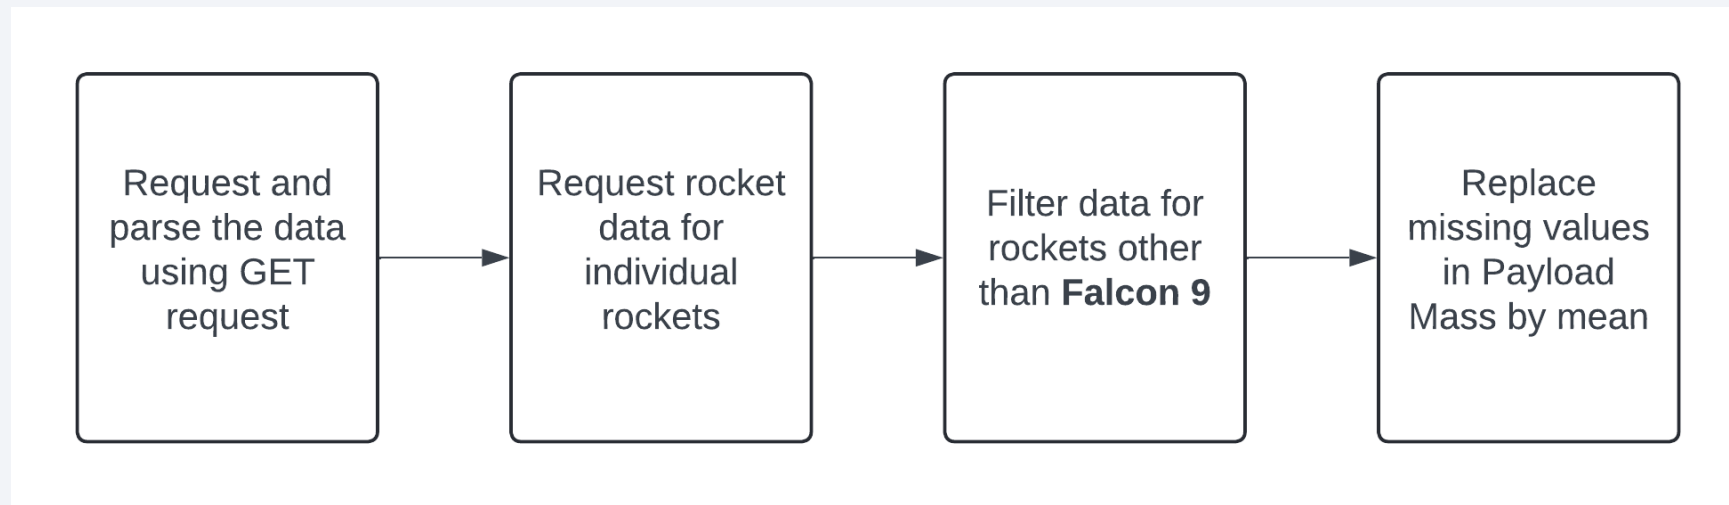 Request and
parse the data
using GET
request
Request rocket
data for
individual
rockets
Filter data for
rockets other
than Falcon 9
Replace
missing values
in Payload
Mass by mean